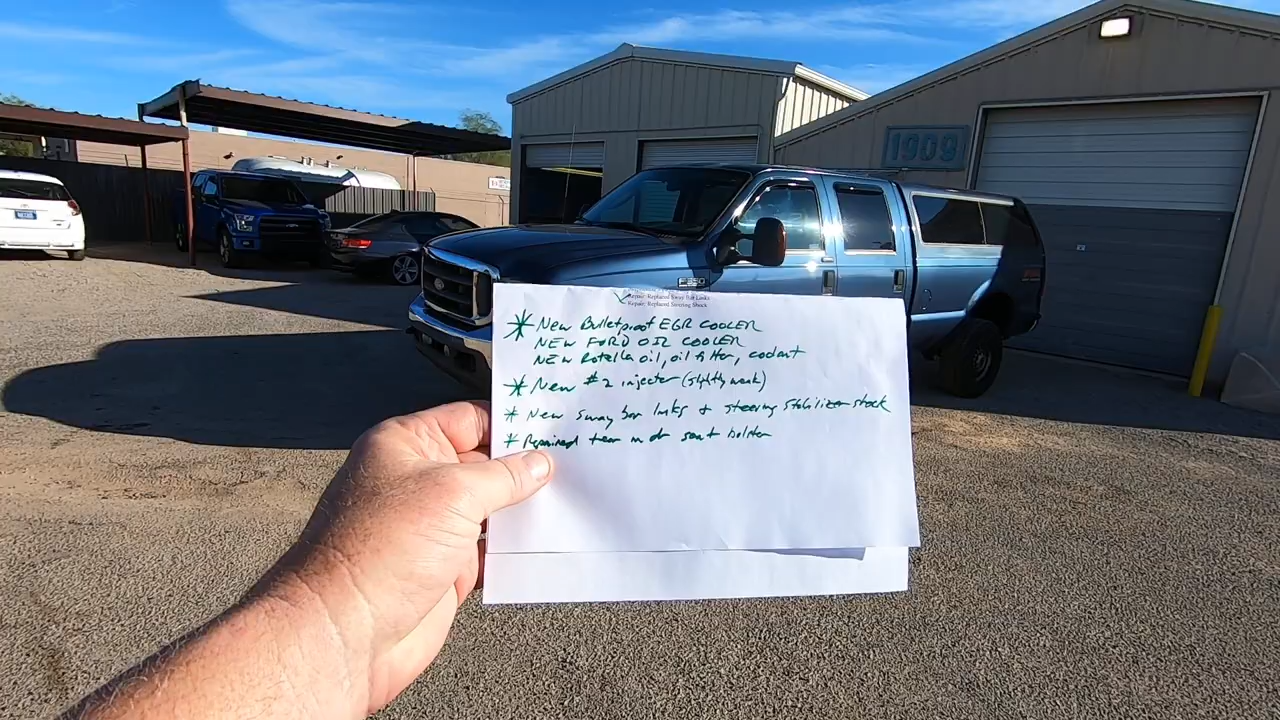 1909
F350
Repair: Replaced Sway Bar Links
Repair: Replaced Steering Shock
New Bulletproof EGR COOLER
NEW FORD OIL COOLER
NEW Rotella oil, oil filter, coolant
New #2 injector (slightly weak)
New sway bar links + steering stabilizer shock
Repaired tear in dr seat bolster